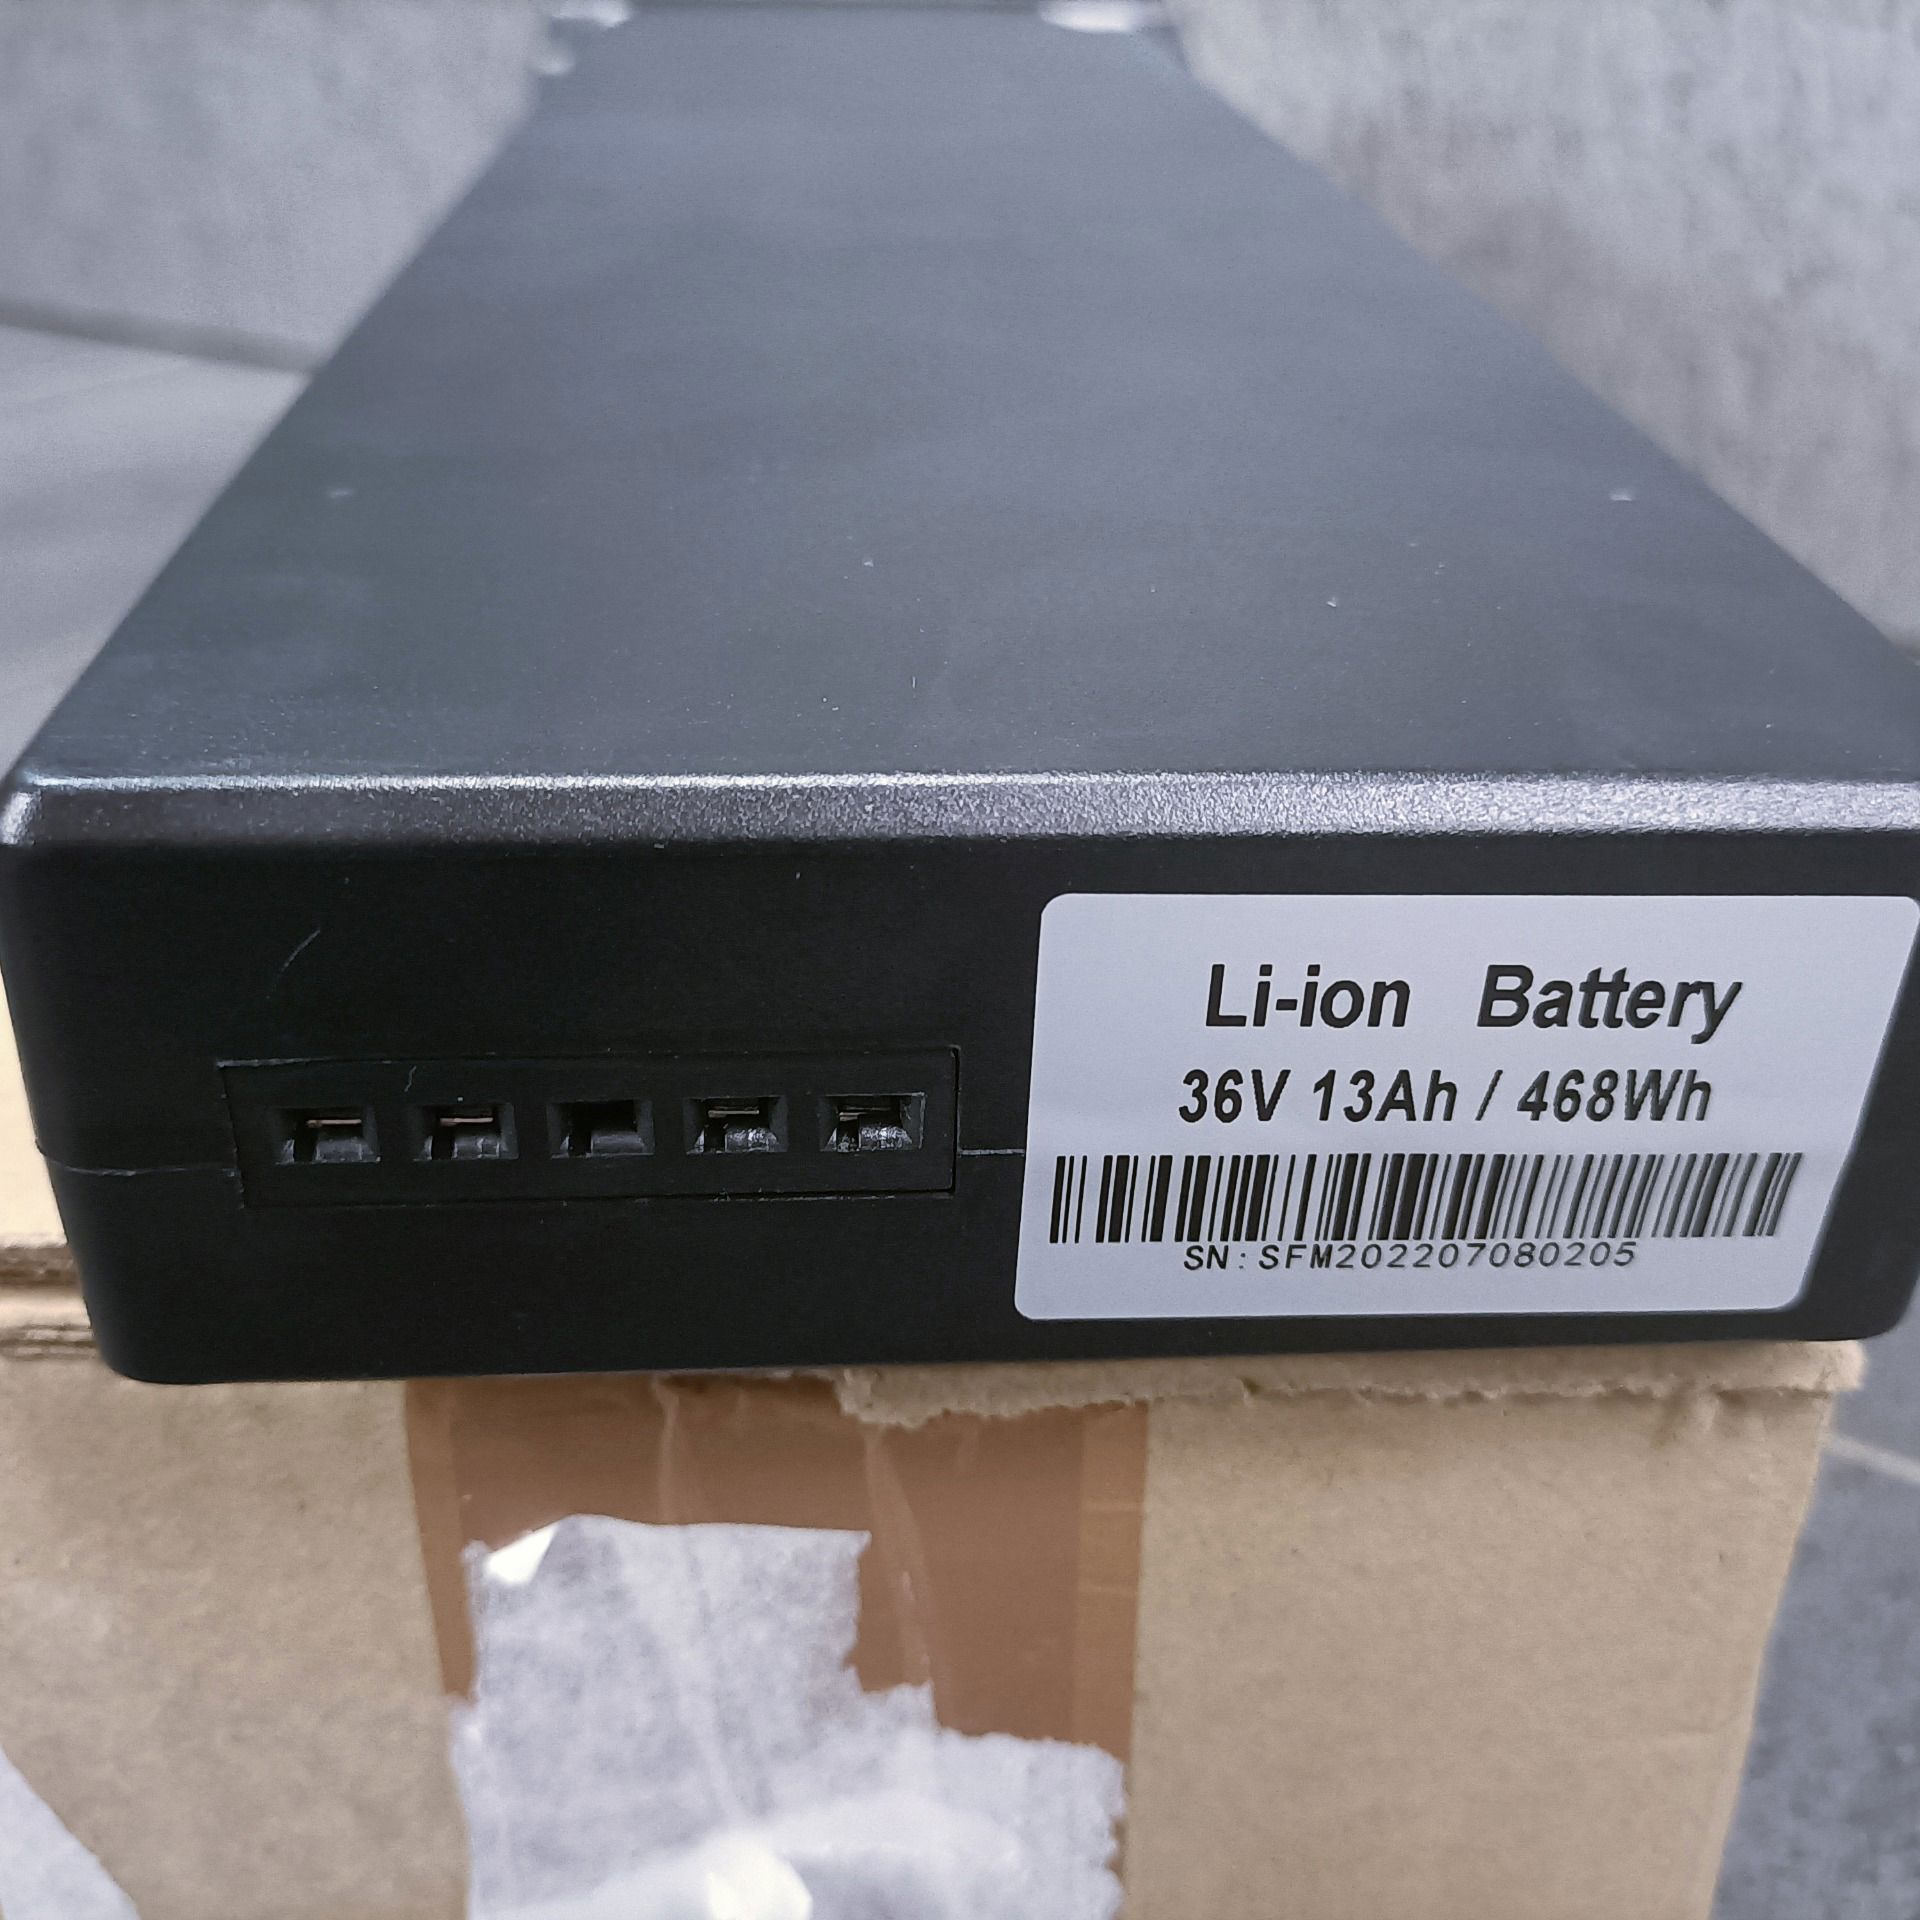 Li-ion Battery
36V 13Ah / 468Wh
SN:SFM202207080205